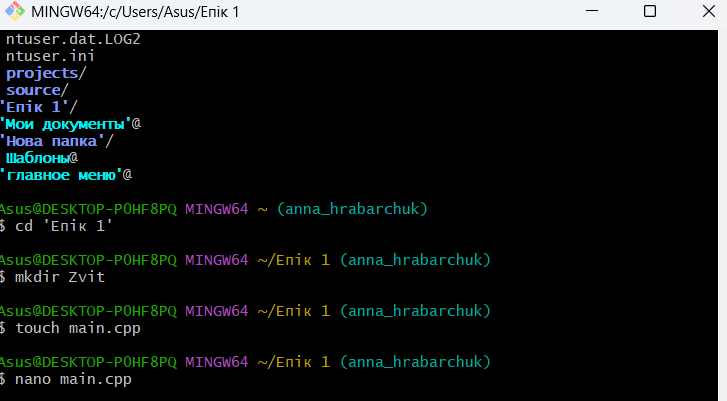 MINGW64:/c/Users/Asus/Епік 1
ntuser.dat.LOG2
ntuser.ini
projects/
source/
'Епік 1'/
'Мои документы'@
'Нова папка'/
Шаблоны@
'главное меню'@
Asus@DESKTOP-P0HF8PQ MINGW64 ~ (anna_hrabarchuk)
$ cd 'Епік 1'
Asus@DESKTOP-P0HF8PQ MINGW64 ~/Епік 1 (anna_hrabarchuk)
$ mkdir Zvit
Asus@DESKTOP-P0HF8PQ MINGW64 ~/Епік 1 (anna_hrabarchuk)
$ touch main.cpp
Asus@DESKTOP-P0HF8PQ MINGW64 ~/Епік 1 (anna_hrabarchuk)
$ nano main.cpp